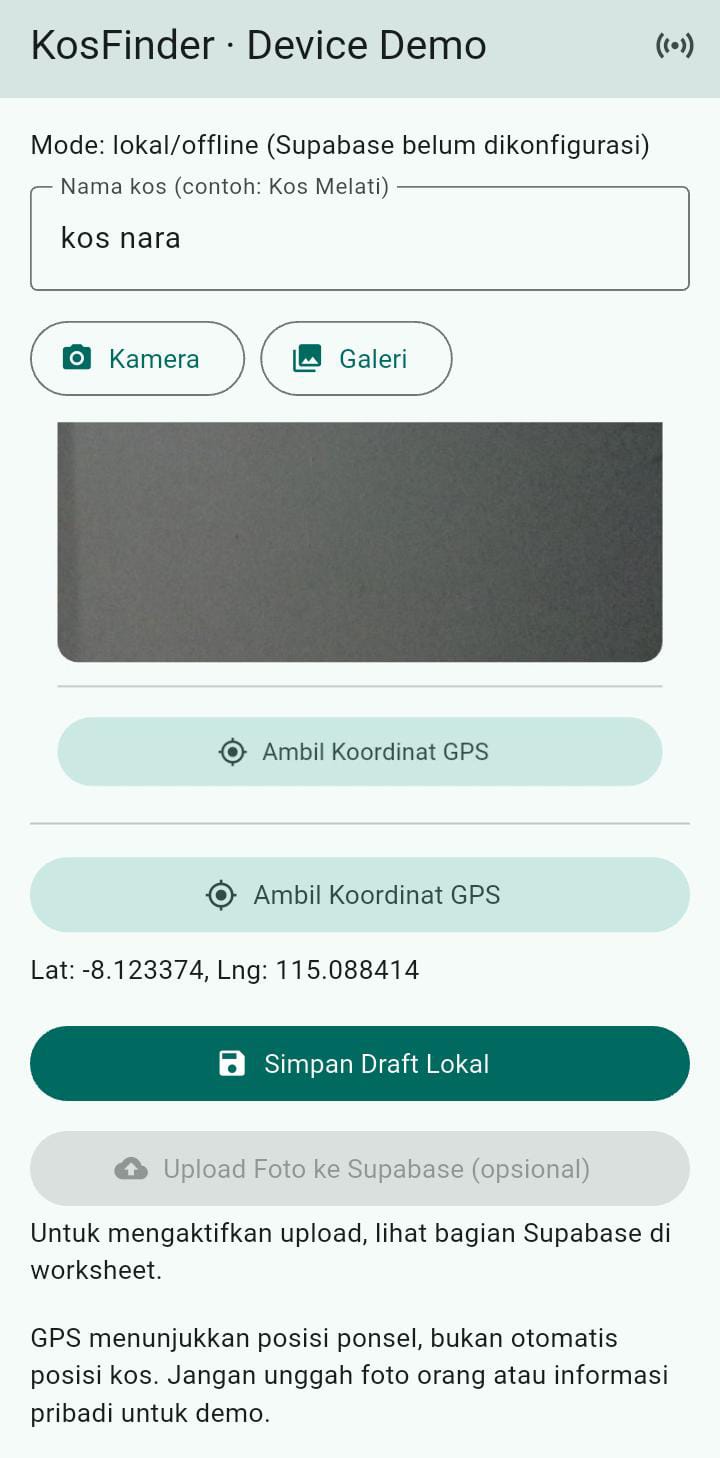 KosFinder · Device Demo
Mode: lokal/offline (Supabase belum dikonfigurasi)
Nama kos (contoh: Kos Melati)
kos nara
Kamera
Galeri
Ambil Koordinat GPS
Ambil Koordinat GPS
Lat: -8.123374, Lng: 115.088414
Simpan Draft Lokal
Upload Foto ke Supabase (opsional)
Untuk mengaktifkan upload, lihat bagian Supabase di
worksheet.
GPS menunjukkan posisi ponsel, bukan otomatis
posisi kos. Jangan unggah foto orang atau informasi
pribadi untuk demo.